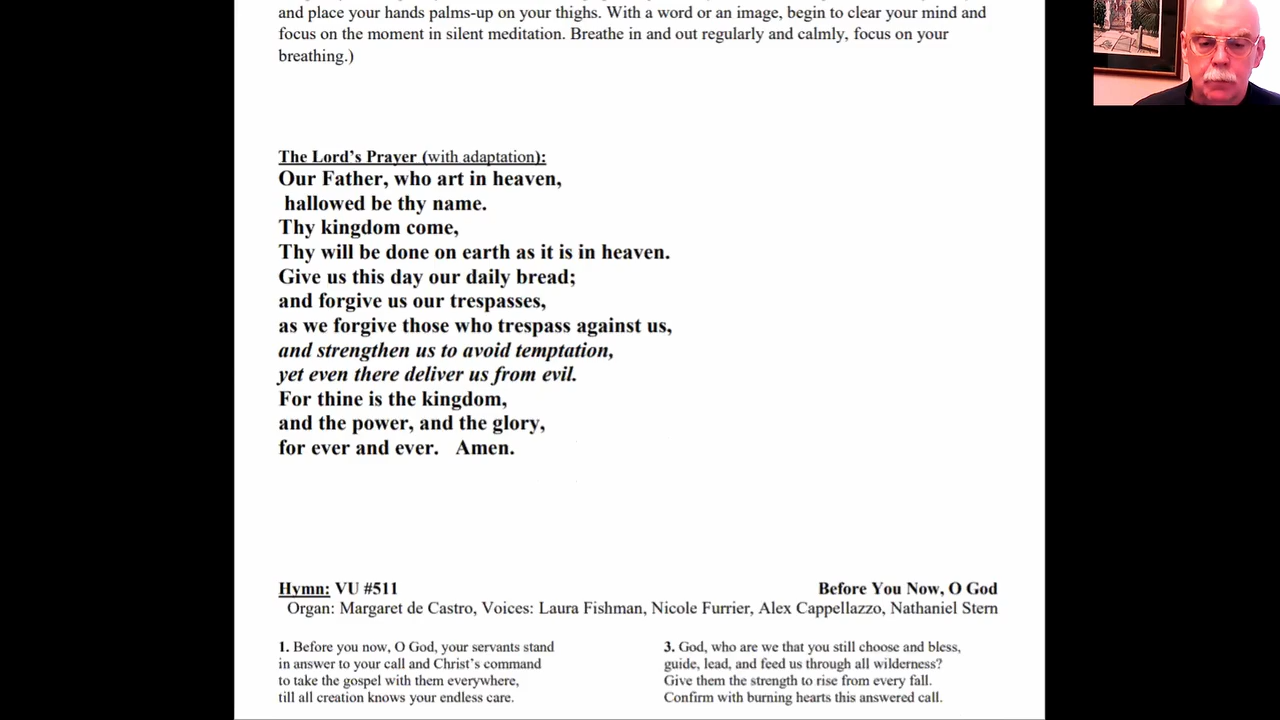 and place your hands palms-up on your thighs. With a word or an image, begin to clear your mind and
focus on the moment in silent meditation. Breathe in and out regularly and calmly, focus on your
breathing.)
The Lord's Prayer (with adaptation):
Our Father, who art in heaven,
hallowed be thy name.
Thy kingdom come,
Thy will be done on earth as it is in heaven.
Give us this day our daily bread;
and forgive us our trespasses,
as we forgive those who trespass against us,
and strengthen us to avoid temptation,
yet even there deliver us from evil.
For thine is the kingdom,
and the power, and the glory,
for ever and ever. Amen.
Hymn: VU #511 Before You Now, O God
Organ: Margaret de Castro, Voices: Laura Fishman, Nicole Furrier, Alex Cappellazzo, Nathaniel Stern
1. Before you now, O God, your servants stand
in answer to your call and Christ's command
to take the gospel with them everywhere,
till all creation knows your endless care.
3. God, who are we that you still choose and bless,
guide, lead, and feed us through all wilderness?
Give them the strength to rise from every fall.
Confirm with burning hearts this answered call.